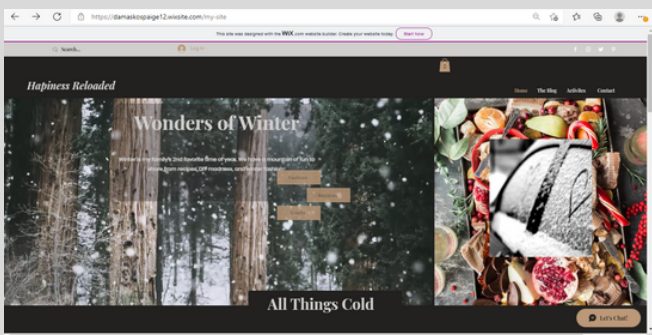 https://damaskospaige12.wixsite.com/my-site
This site was designed with the WiX.com website builder. Create your website today. Start Now
Search...
Log In
Hapiness Reloaded
Home The Blog Activities Contact
Wonders of Winter
Winter is my family's 2nd favorite time of year. We have a mountain of fun to
share from recipes, DIY madness, and winter
All Things Cold
Let's Chat!